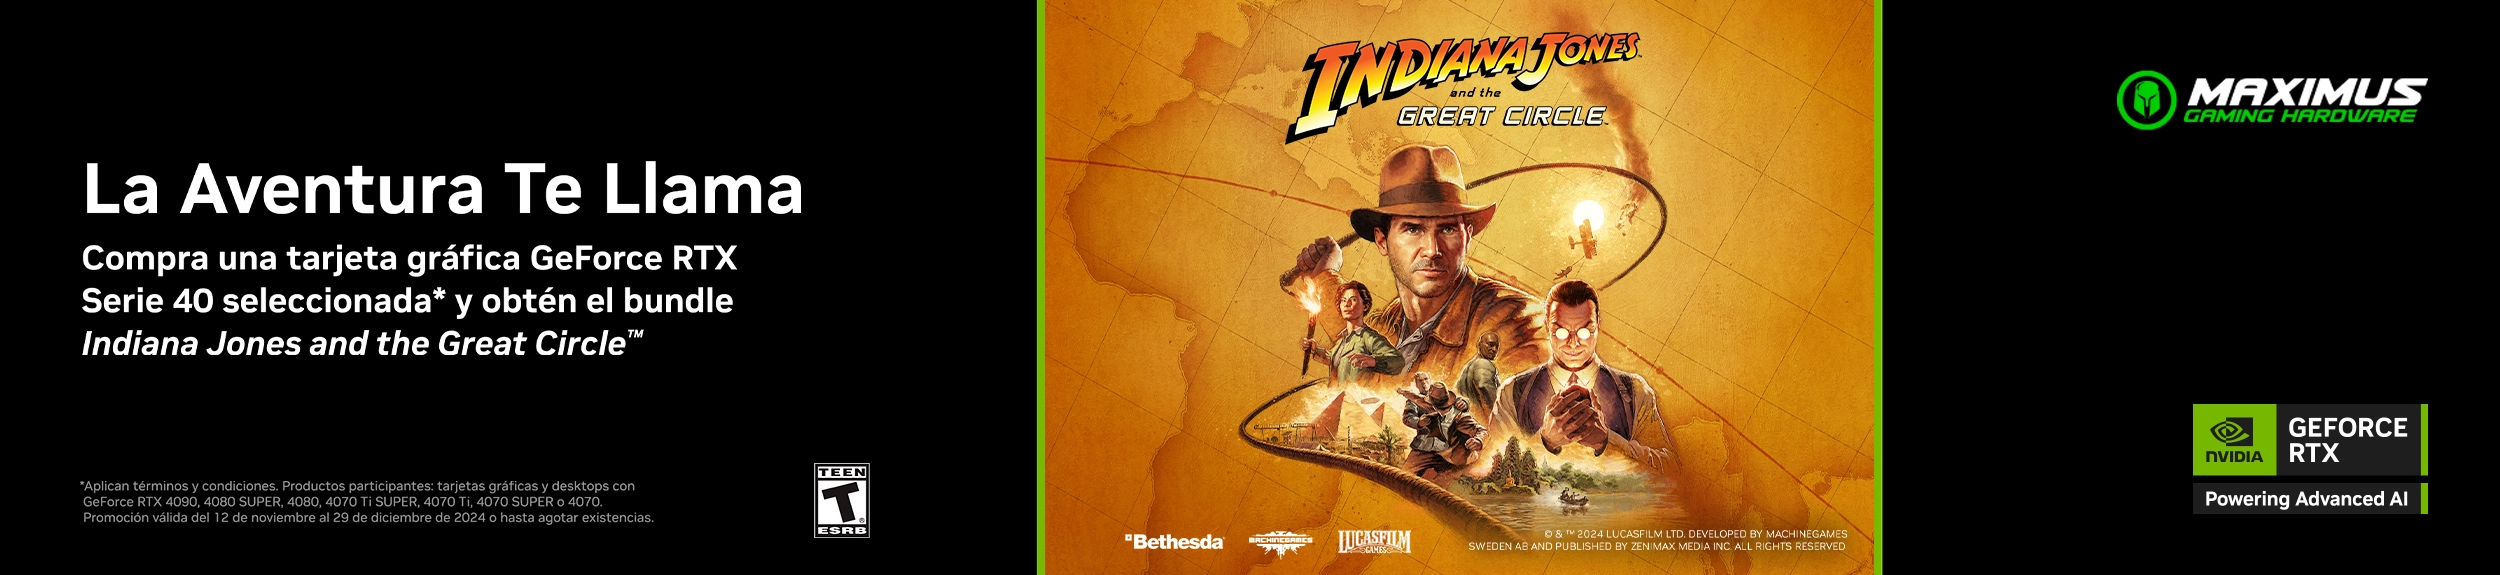 La Aventura Te Llama
Compra una tarjeta gráfica GeForce RTX
Serie 40 seleccionada* y obtén el bundle
Indiana Jones and the Great Circle™
*Aplican términos y condiciones. Productos participantes: tarjetas gráficas y desktops con
GeForce RTX 4090, 4080 SUPER, 4080, 4070 Ti SUPER, 4070 Ti, 4070 SUPER o 4070.
Promoción válida del 12 de noviembre al 29 de diciembre de 2024 o hasta agotar existencias.
TEEN
T
ESRB
INDIANA JONES
and the
GREAT CIRCLE
Bethesda
MACHINEGAMES
LUCASFILM
GAMES
© & ™ 2024 LUCASFILM LTD. DEVELOPED BY MACHINEGAMES
SWEDEN AB AND PUBLISHED BY ZENIMAX MEDIA INC. ALL RIGHTS RESERVED
MAXIMUS
GAMING HARDWARE
NVIDIA
GEFORCE
RTX
Powering Advanced AI